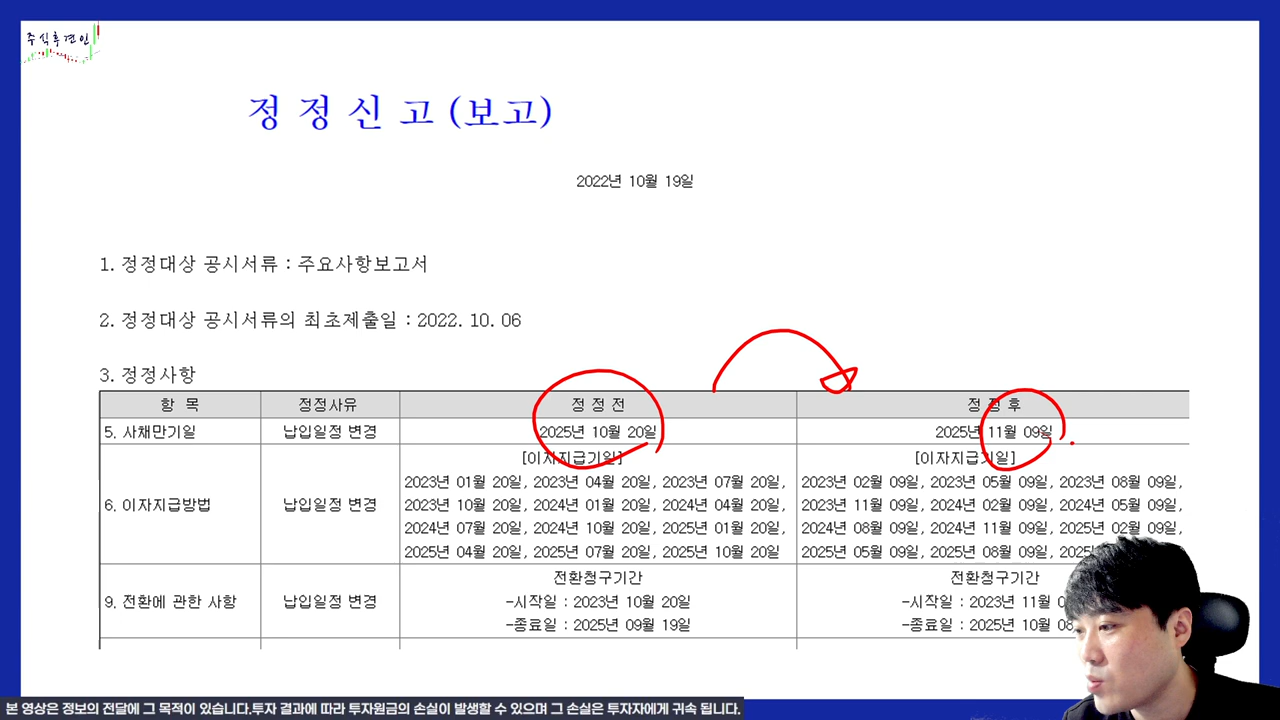 주식후견인
정 정 신 고 (보고)
2022년 10월 19일
1. 정정대상 공시서류 : 주요사항보고서
2. 정정대상 공시서류의 최초제출일 : 2022. 10. 06
3. 정정사항
항 목 정정사유 정 정 전 정 정 후
5. 사채만기일 납입일정 변경 2025년 10월 20일 2025년 11월 09일
[이자지급기일] [이자지급기일]
2023년 01월 20일, 2023년 04월 20일, 2023년 07월 20일, 2023년 02월 09일, 2023년 05월 09일, 2023년 08월 09일,
6. 이자지급방법 납입일정 변경 2023년 10월 20일, 2024년 01월 20일, 2024년 04월 20일, 2023년 11월 09일, 2024년 02월 09일, 2024년 05월 09일,
2024년 07월 20일, 2024년 10월 20일, 2025년 01월 20일, 2024년 08월 09일, 2024년 11월 09일, 2025년 02월 09일,
2025년 04월 20일, 2025년 07월 20일, 2025년 10월 20일 2025년 05월 09일, 2025년 08월 09일,
전환청구기간 전환청구기간
9. 전환에 관한 사항 납입일정 변경 -시작일 : 2023년 10월 20일 -시작일 : 2023년 11월
-종료일 : 2025년 09월 19일 -종료일 : 2025년 10월
본 영상은 정보의 전달에 그 목적이 있습니다.투자 결과에 따라 투자원금의 손실이 발생할 수 있으며 그 손실은 투자자에게 귀속 됩니다.